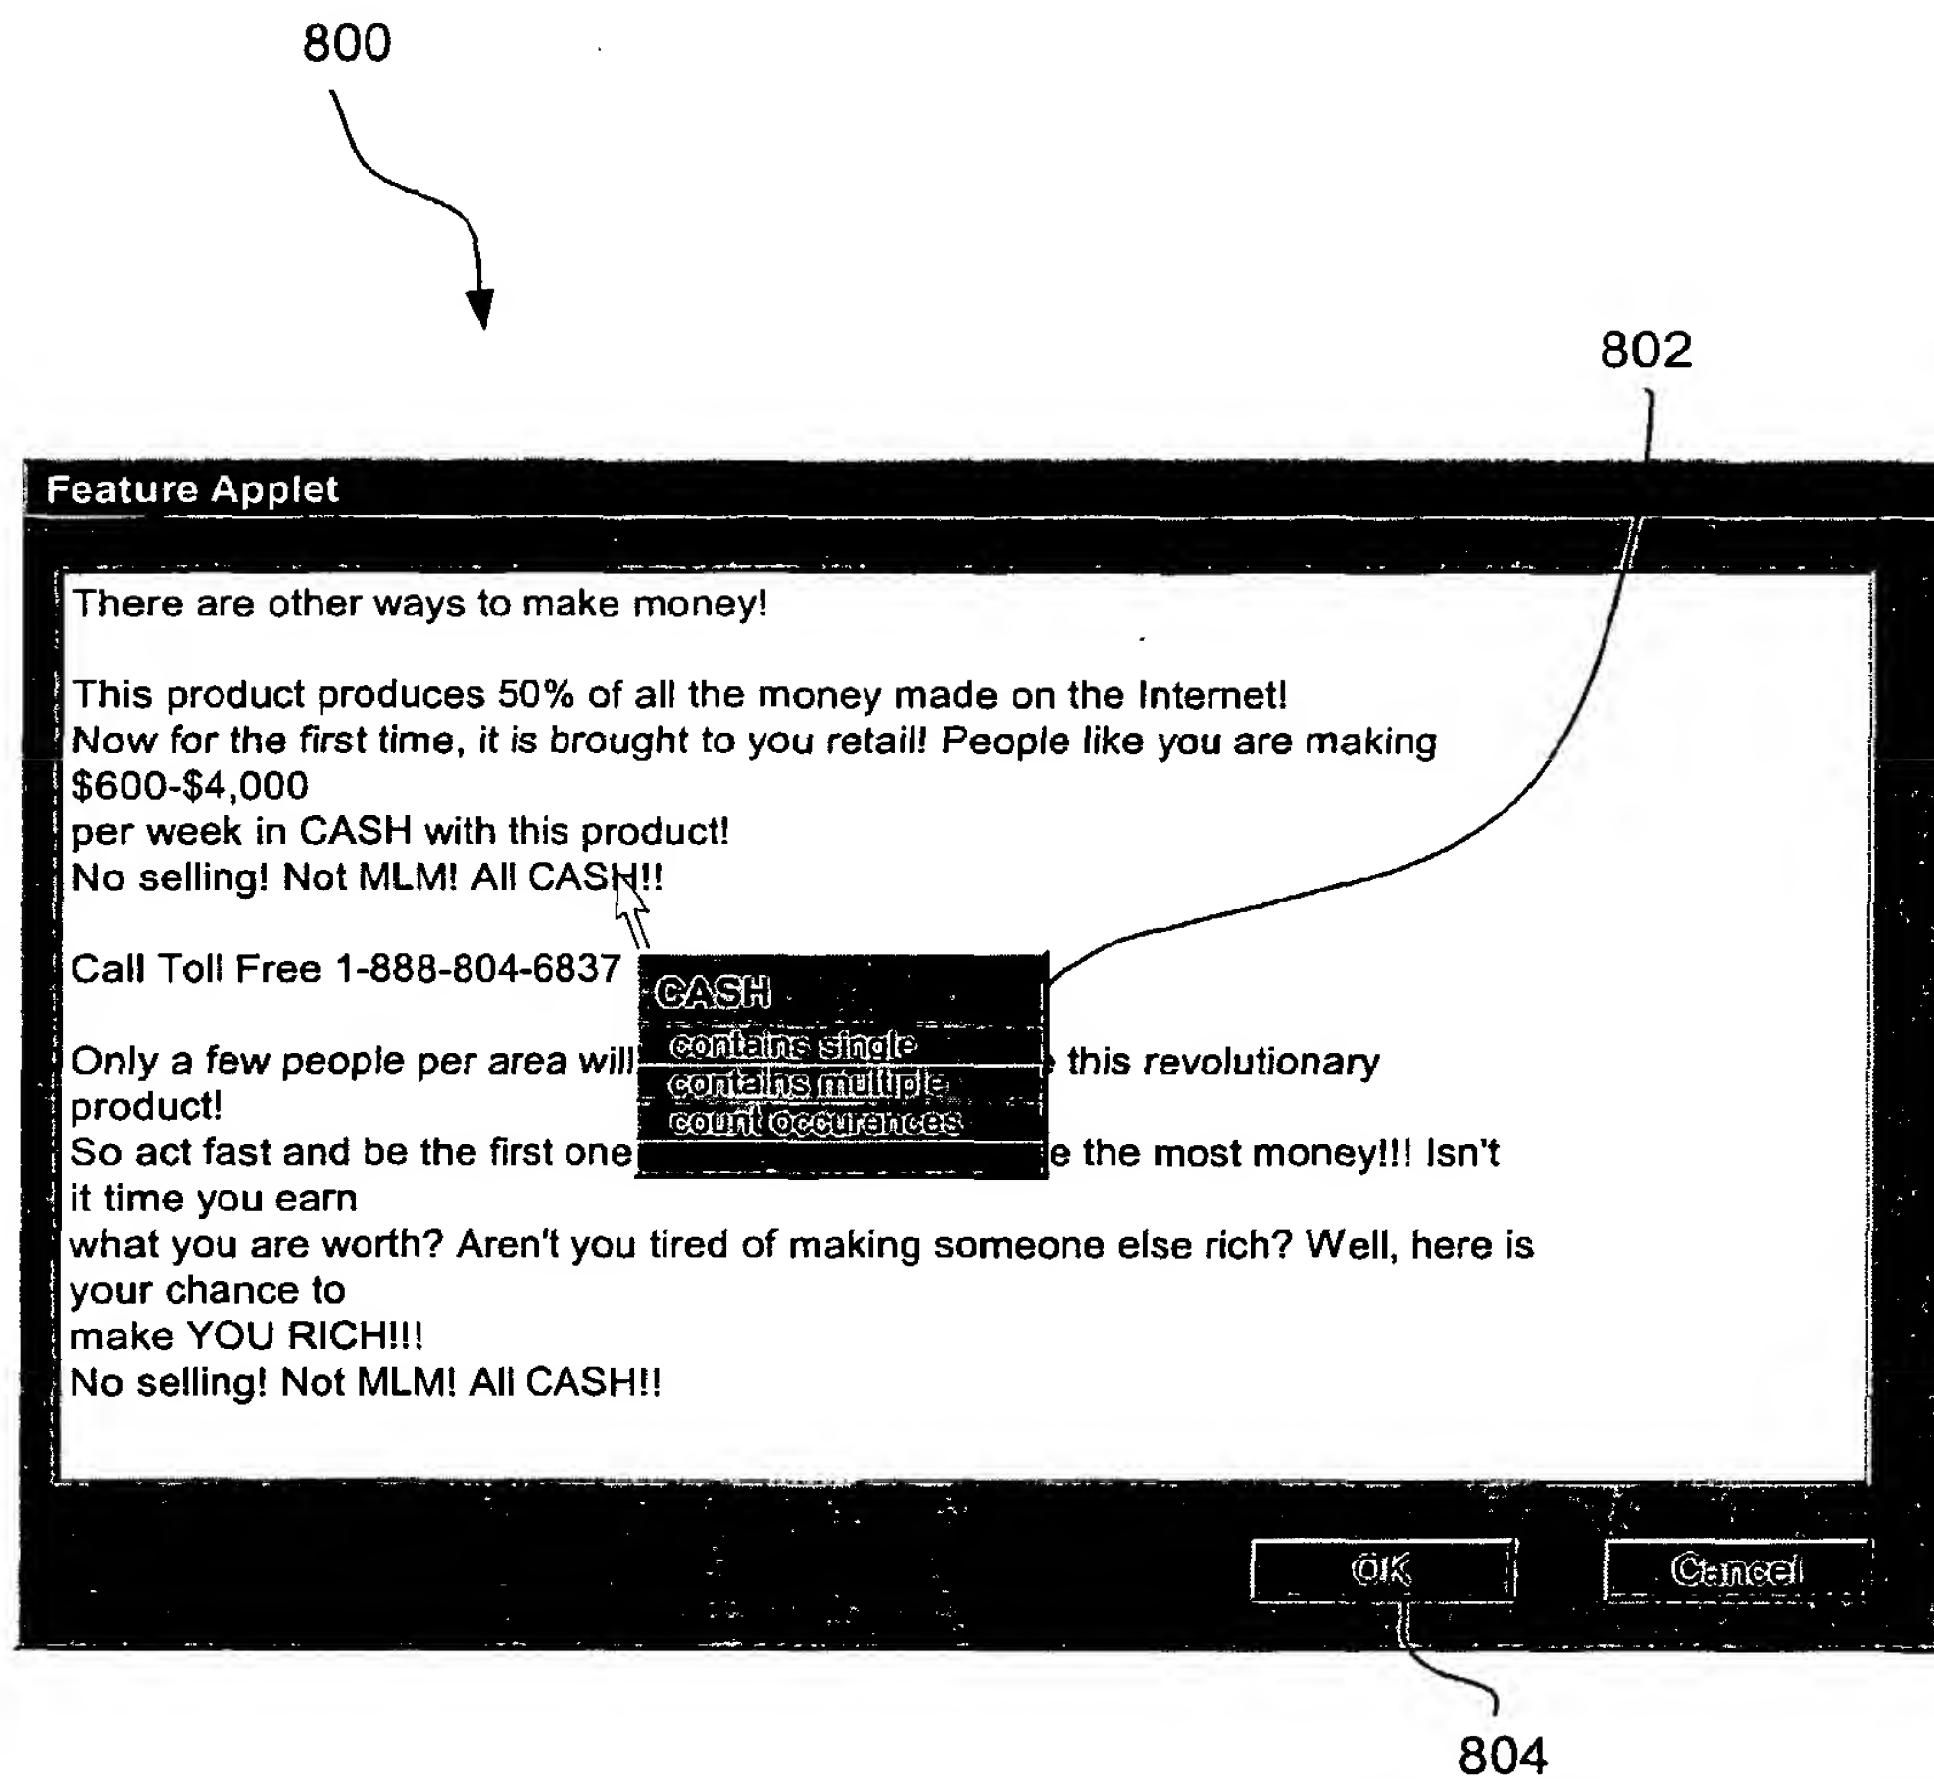 800
802
Feature Applet
There are other ways to make money!
This product produces 50% of all the money made on the Internet!
Now for the first time, it is brought to you retail! People like you are making
$600-$4,000
per week in CASH with this product!
No selling! Not MLM! All CASH!!
Call Toll Free 1-888-804-6837
CASH
contains single
contains multiple
count occurences
Only a few people per area will this revolutionary
product!
So act fast and be the first one e the most money!!! Isn't
it time you earn
what you are worth? Aren't you tired of making someone else rich? Well, here is
your chance to
make YOU RICH!!!
No selling! Not MLM! All CASH!!
OK Cancel
804